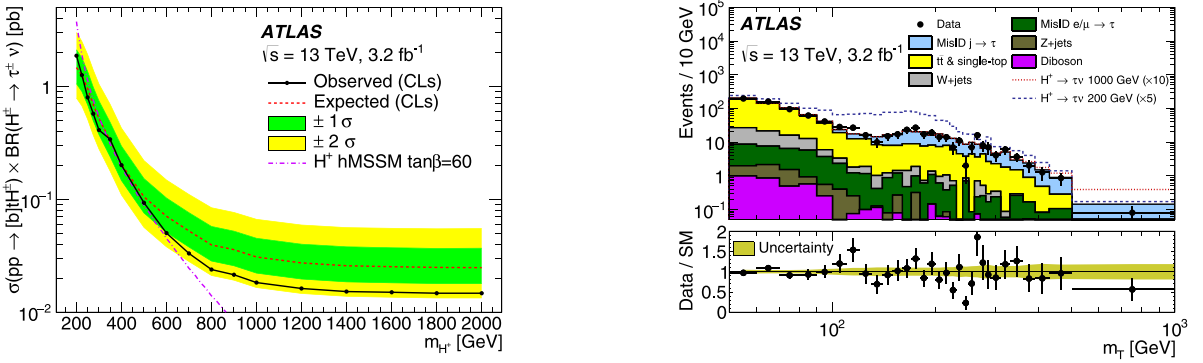 ATLAS
√s = 13 TeV, 3.2 fb⁻¹
Observed (CLs)
Expected (CLs)
± 1 σ
± 2 σ
H⁺ hMSSM tanβ=60
σ(pp → [b]tH±) × BR(H± → τ± ν) [pb]
1
10⁻¹
10⁻²
200 400 600 800 1000 1200 1400 1600 1800 2000
m_H⁺ [GeV]
ATLAS
√s = 13 TeV, 3.2 fb⁻¹
Data
MisID j → τ
tt̄ & single-top
W+jets
MisID e/μ → τ
Z+jets
Diboson
H⁺ → τν 1000 GeV (×10)
H⁺ → τν 200 GeV (×5)
Events / 10 GeV
10⁵
10⁴
10³
10²
10
1
10⁻¹
Uncertainty
Data / SM
2
1.5
1
0.5
0
10² 10³
m_T [GeV]